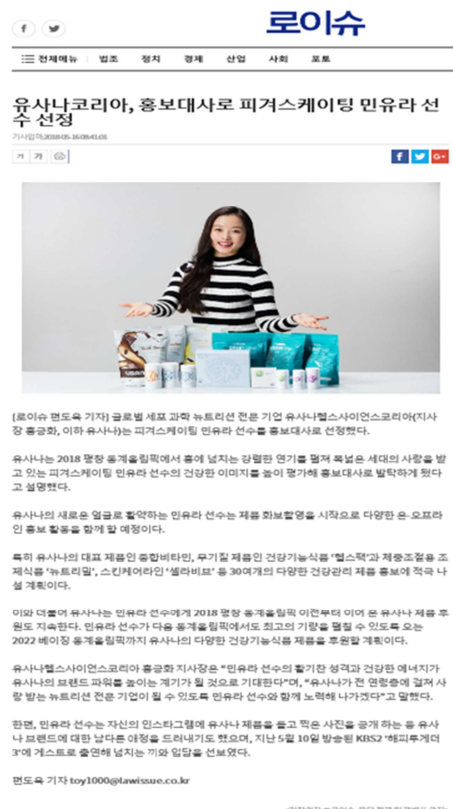 로이슈
전체메뉴 법조 정치 경제 산업 사회 포토
유사나코리아, 홍보대사로 피겨스케이팅 민유라 선
수 선정
기사입력:2018-05-16 09:41:01
가 가
[로이슈 편도욱 기자] 글로벌 세포 과학 뉴트리션 전문 기업 유사나헬스사이언스코리아(지사
장 홍긍화, 이하 유사나)는 피겨스케이팅 민유라 선수를 홍보대사로 선정했다.
유사나는 2018 평창 동계올림픽에서 흥에 넘치는 강렬한 연기를 펼쳐 폭넓은 세대의 사랑을 받
고 있는 피겨스케이팅 민유라 선수의 건강한 이미지를 높이 평가해 홍보대사로 발탁하게 됐다
고 설명했다.
유사나의 새로운 얼굴로 활약하는 민유라 선수는 제품 화보촬영을 시작으로 다양한 온·오프라
인 홍보 활동을 함께 할 예정이다.
특히 유사나의 대표 제품인 종합비타민, 무기질 제품인 건강기능식품 ‘헬스팩’과 체중조절용 조
제식품 ‘뉴트리밀’, 스킨케어라인 ‘셀라비브’ 등 30여개의 다양한 건강관리 제품 홍보에 적극 나
설 계획이다.
이와 더불어 유사나는 민유라 선수에게 2018 평창 동계올림픽 이전부터 이어 온 유사나 제품 후
원도 지속한다. 민유라 선수가 다음 동계올림픽에서도 최고의 기량을 펼칠 수 있도록 오는
2022 베이징 동계올림픽까지 유사나의 다양한 건강기능식품 제품을 후원할 계획이다.
유사나헬스사이언스코리아 홍긍화 지사장은 “민유라 선수의 활기찬 성격과 건강한 에너지가
유사나의 브랜드 파워를 높이는 계기가 될 것으로 기대한다”며, “유사나가 전 연령층에 걸쳐 사
랑 받는 뉴트리션 전문 기업이 될 수 있도록 민유라 선수와 함께 노력해 나가겠다”고 말했다.
한편, 민유라 선수는 자신의 인스타그램에 유사나 제품을 들고 찍은 사진을 공개 하는 등 유사
나 브랜드에 대한 남다른 애정을 드러내기도 했으며, 지난 5월 10일 방송된 KBS2 ‘해피투게더
3’에 게스트로 출연해 넘치는 끼와 입담을 선보였다.
편도욱 기자 toy1000@lawissue.co.kr